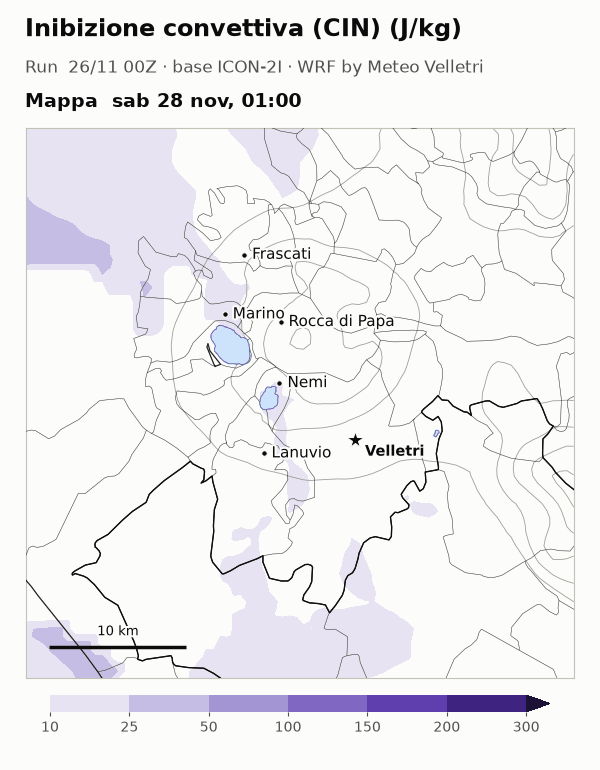 Inibizione convettiva (CIN) (J/kg)
Run  26/11 00Z · base ICON-2I · WRF by Meteo Velletri
Mappa  sab 28 nov, 01:00
Frascati
Marino
Rocca di Papa
Nemi
Velletri
Lanuvio
10 km
10 25 50 100 150 200 300